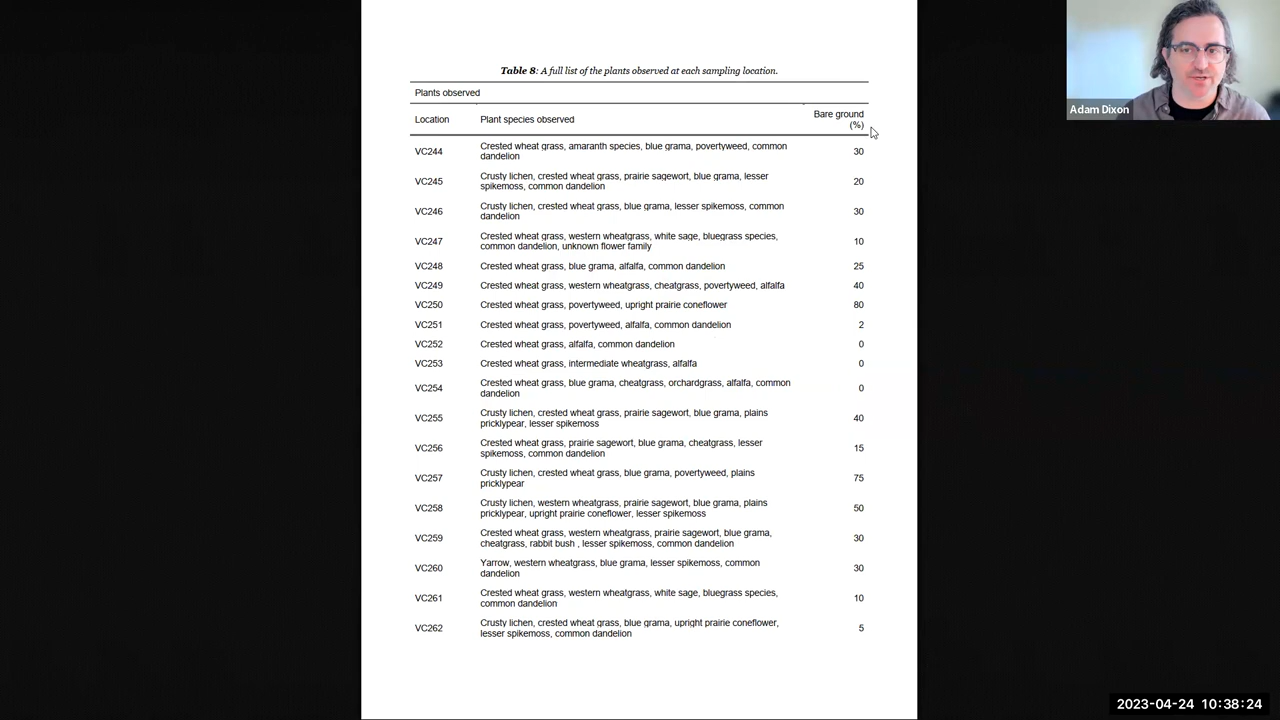 Table 8: A full list of the plants observed at each sampling location.
Plants observed
Location Plant species observed Bare ground (%)
VC244 Crested wheat grass, amaranth species, blue grama, povertyweed, common dandelion 30
VC245 Crusty lichen, crested wheat grass, prairie sagewort, blue grama, lesser spikemoss, common dandelion 20
VC246 Crusty lichen, crested wheat grass, blue grama, lesser spikemoss, common dandelion 30
VC247 Crested wheat grass, western wheatgrass, white sage, bluegrass species, common dandelion, unknown flower family 10
VC248 Crested wheat grass, blue grama, alfalfa, common dandelion 25
VC249 Crested wheat grass, western wheatgrass, cheatgrass, povertyweed, alfalfa 40
VC250 Crested wheat grass, povertyweed, upright prairie coneflower 80
VC251 Crested wheat grass, povertyweed, alfalfa, common dandelion 2
VC252 Crested wheat grass, alfalfa, common dandelion 0
VC253 Crested wheat grass, intermediate wheatgrass, alfalfa 0
VC254 Crested wheat grass, blue grama, cheatgrass, orchardgrass, alfalfa, common dandelion 0
VC255 Crusty lichen, crested wheat grass, prairie sagewort, blue grama, plains pricklypear, lesser spikemoss 40
VC256 Crested wheat grass, prairie sagewort, blue grama, cheatgrass, lesser spikemoss, common dandelion 15
VC257 Crusty lichen, crested wheat grass, blue grama, povertyweed, plains pricklypear 75
VC258 Crusty lichen, western wheatgrass, prairie sagewort, blue grama, plains pricklypear, upright prairie coneflower, lesser spikemoss 50
VC259 Crested wheat grass, western wheatgrass, prairie sagewort, blue grama, cheatgrass, rabbit bush , lesser spikemoss, common dandelion 30
VC260 Yarrow, western wheatgrass, blue grama, lesser spikemoss, common dandelion 30
VC261 Crested wheat grass, western wheatgrass, white sage, bluegrass species, common dandelion 10
VC262 Crusty lichen, crested wheat grass, blue grama, upright prairie coneflower, lesser spikemoss, common dandelion 5
Adam Dixon
2023-04-24 10:38:24